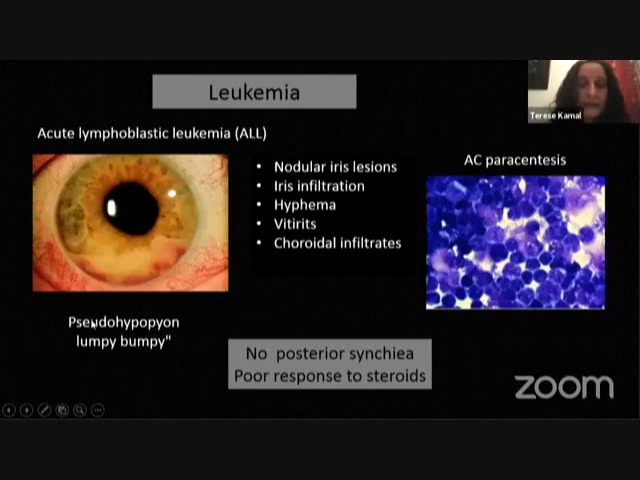 Leukemia
Terese Kamal
Acute lymphoblastic leukemia (ALL)
• Nodular iris lesions
• Iris infiltration
• Hyphema
• Vitirits
• Choroidal infiltrates
AC paracentesis
Pseudohypopyon
lumpy bumpy"
No posterior synchiea
Poor response to steroids
zoom